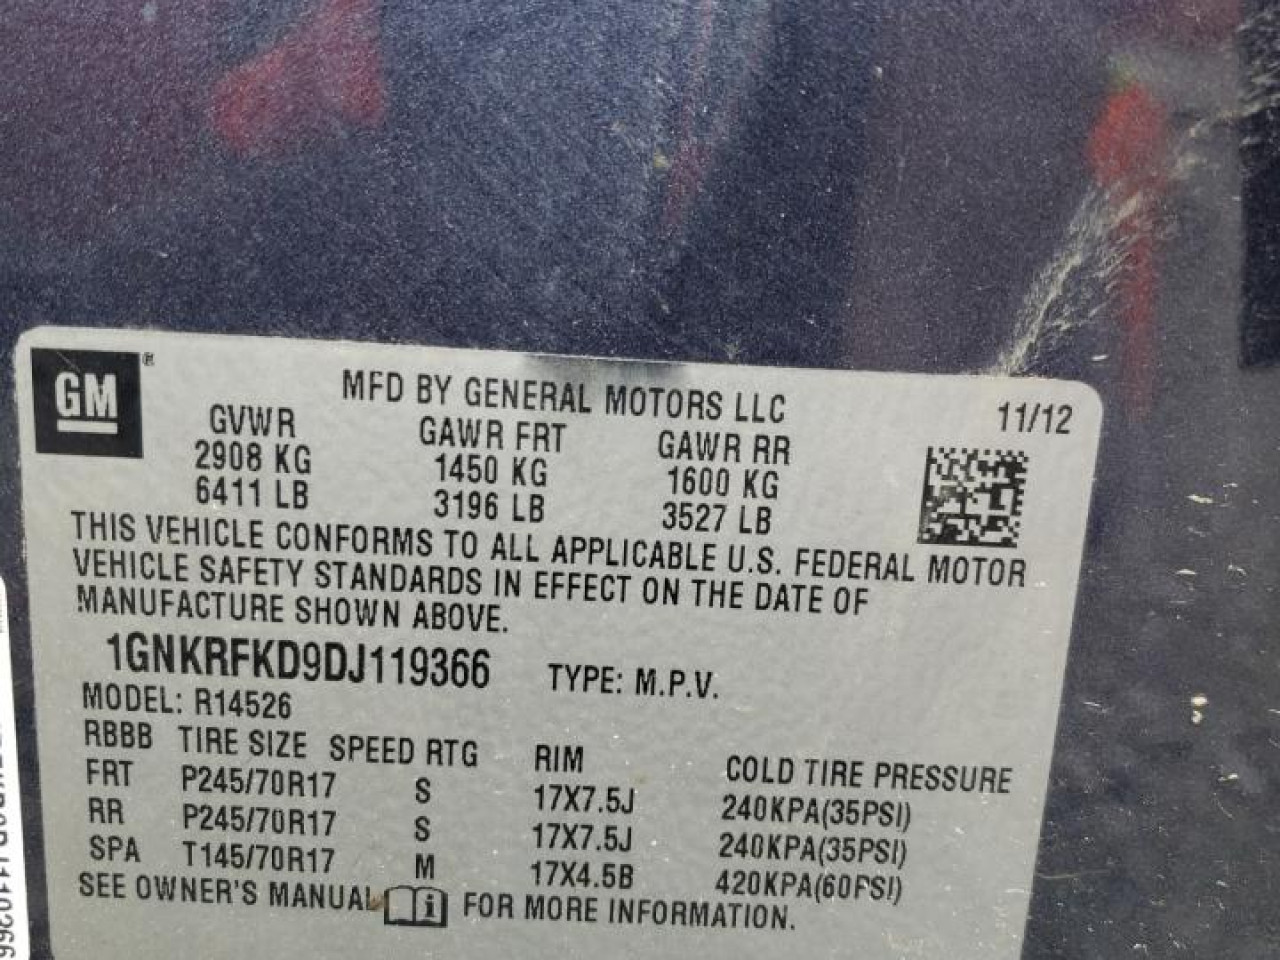 GM®
MFD BY GENERAL MOTORS LLC 11/12
GVWR GAWR FRT GAWR RR
2908 KG 1450 KG 1600 KG
6411 LB 3196 LB 3527 LB
THIS VEHICLE CONFORMS TO ALL APPLICABLE U.S. FEDERAL MOTOR
VEHICLE SAFETY STANDARDS IN EFFECT ON THE DATE OF
MANUFACTURE SHOWN ABOVE.
1GNKRFKD9DJ119366 TYPE: M.P.V.
MODEL: R14526
RBBB TIRE SIZE SPEED RTG RIM COLD TIRE PRESSURE
FRT P245/70R17 S 17X7.5J 240KPA(35PSI)
RR P245/70R17 S 17X7.5J 240KPA(35PSI)
SPA T145/70R17 M 17X4.5B 420KPA(60PSI)
SEE OWNER'S MANUAL i FOR MORE INFORMATION.